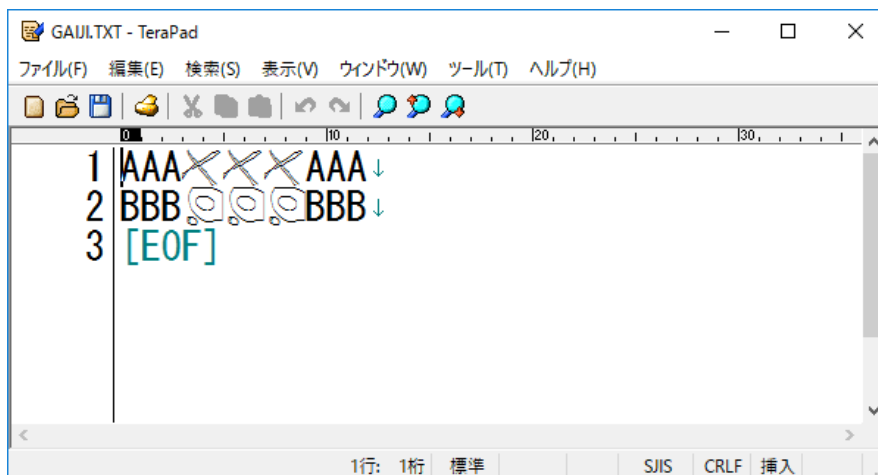 GAIJI.TXT - TeraPad
ファイル(F) 編集(E) 検索(S) 表示(V) ウィンドウ(W) ツール(T) ヘルプ(H)
0 10 20 30
1 AAA AAA↓
2 BBB BBB↓
3 [EOF]
1行: 1桁 標準 SJIS CRLF 挿入